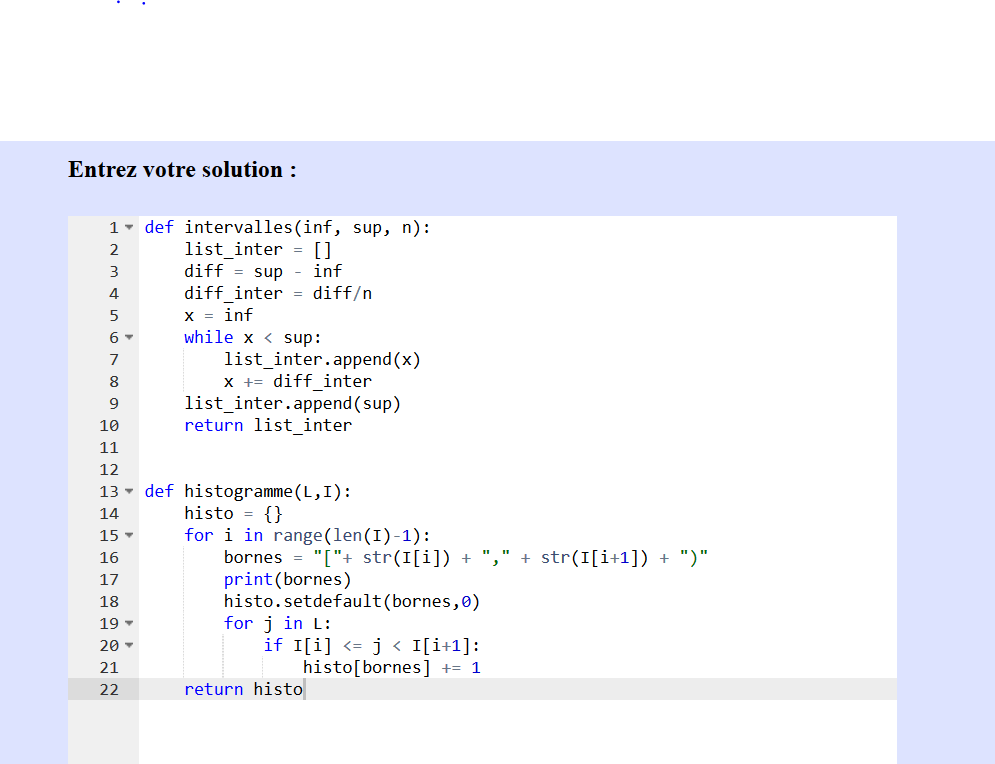 Entrez votre solution :
1 def intervalles(inf, sup, n):
2     list_inter = []
3     diff = sup - inf
4     diff_inter = diff/n
5     x = inf
6     while x < sup:
7         list_inter.append(x)
8         x += diff_inter
9     list_inter.append(sup)
10     return list_inter
11
12
13 def histogramme(L,I):
14     histo = {}
15     for i in range(len(I)-1):
16         bornes = "["+ str(I[i]) + "," + str(I[i+1]) + ")"
17         print(bornes)
18         histo.setdefault(bornes,0)
19         for j in L:
20             if I[i] <= j < I[i+1]:
21                 histo[bornes] += 1
22     return histo